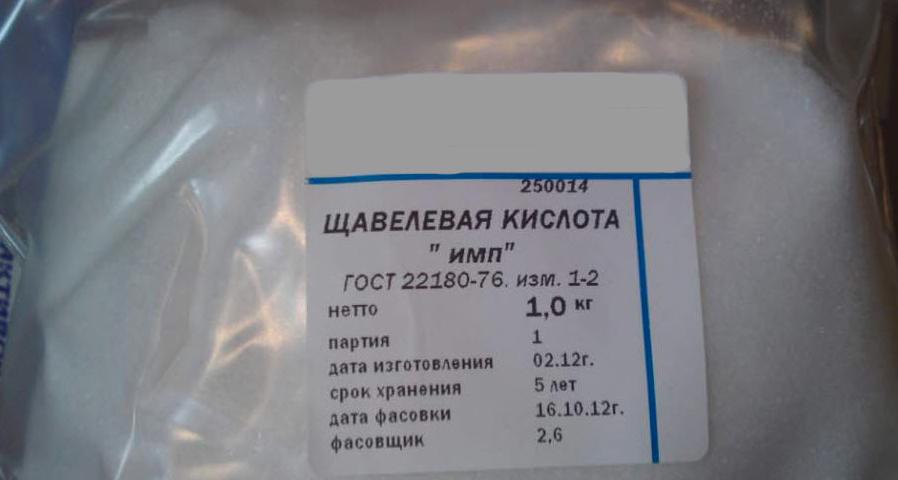 250014
ЩАВЕЛЕВАЯ КИСЛОТА
" ИМП"
ГОСТ 22180-76. изм. 1-2
нетто 1,0 кг
партия 1
дата изготовления 02.12г.
срок хранения 5 лет
дата фасовки 16.10.12г.
фасовщик 2,6